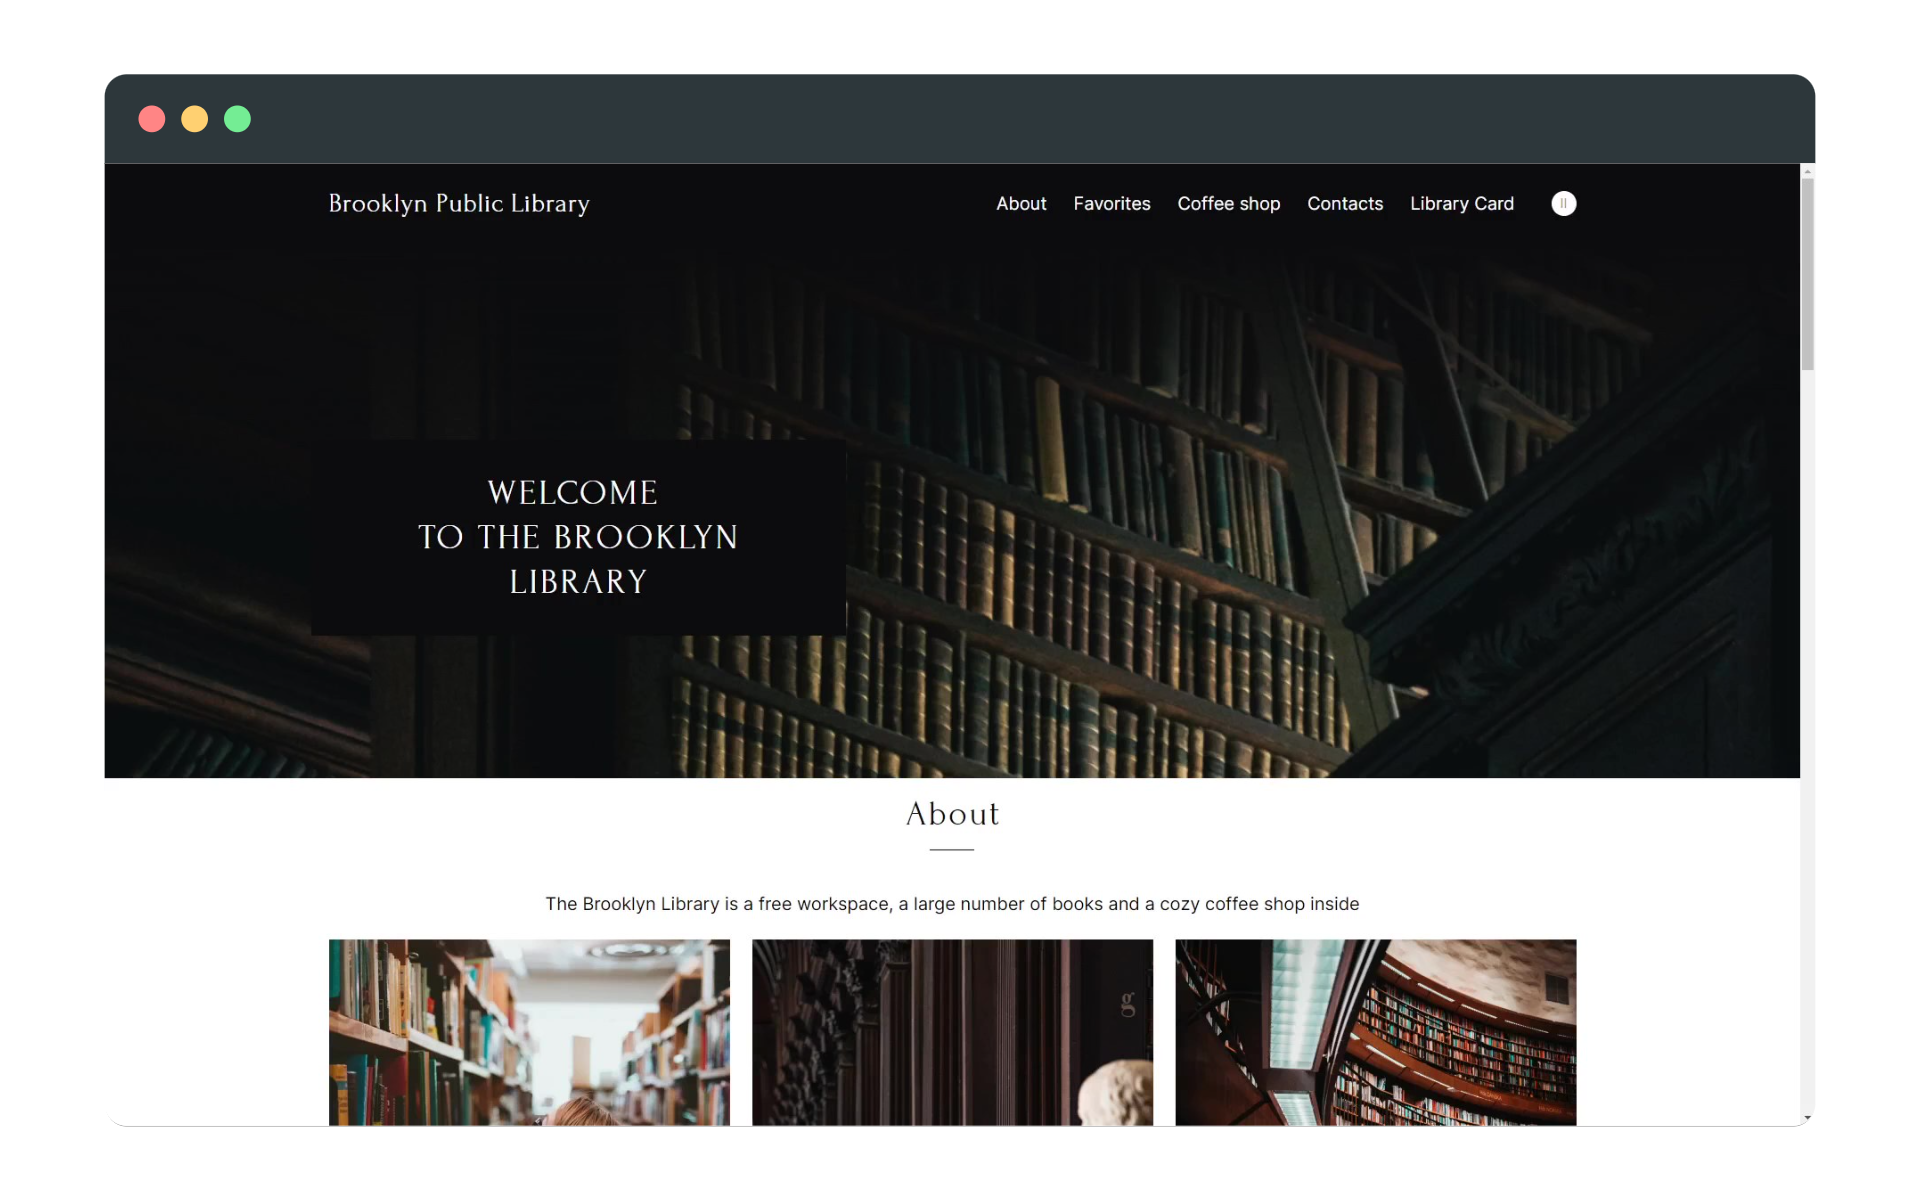 Brooklyn Public Library
About Favorites Coffee shop Contacts Library Card
WELCOME
TO THE BROOKLYN
LIBRARY
About
The Brooklyn Library is a free workspace, a large number of books and a cozy coffee shop inside
g